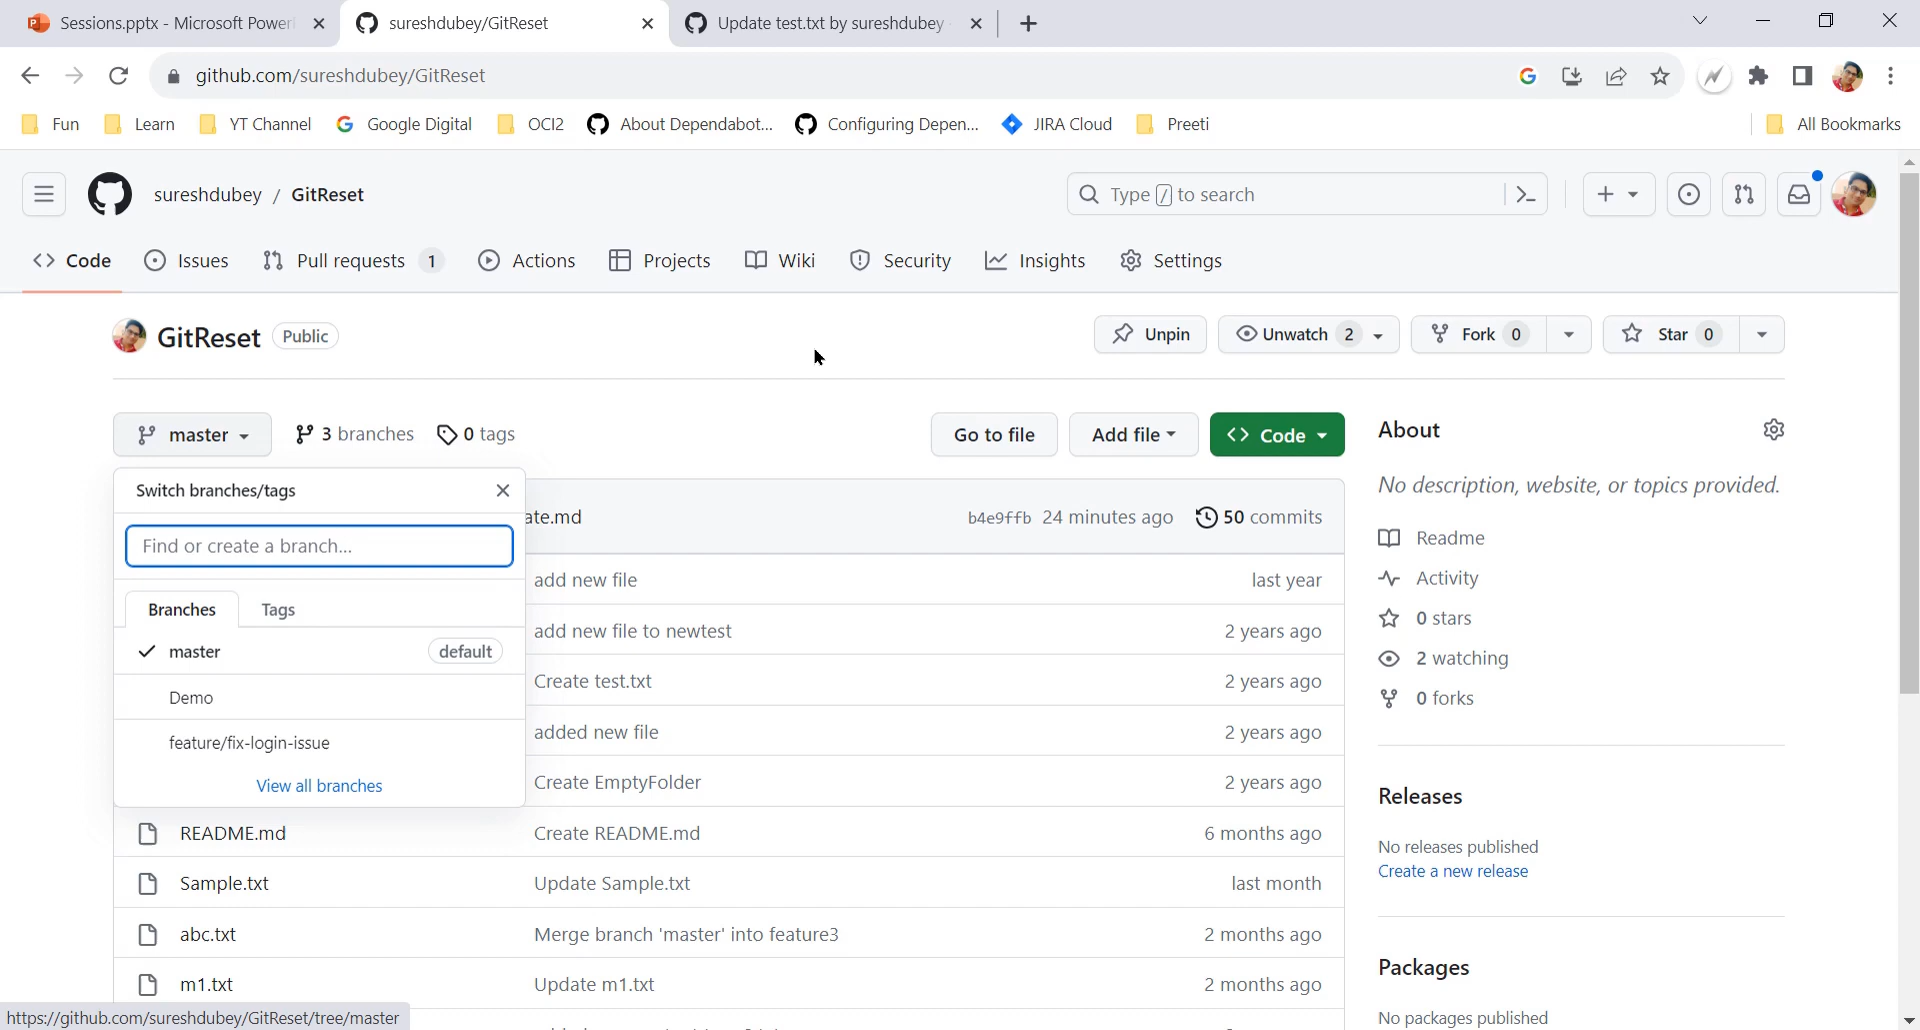 Sessions.pptx - Microsoft Power
sureshdubey/GitReset
Update test.txt by sureshdubey
github.com/sureshdubey/GitReset
Fun
Learn
YT Channel
Google Digital
OCI2
About Dependabot...
Configuring Depen...
JIRA Cloud
Preeti
All Bookmarks
sureshdubey / GitReset
Type / to search
Code
Issues
Pull requests 1
Actions
Projects
Wiki
Security
Insights
Settings
GitReset Public
Unpin
Unwatch 2
Fork 0
Star 0
master
3 branches
0 tags
Go to file
Add file
Code
About
Switch branches/tags
No description, website, or topics provided.
ate.md b4e9ffb 24 minutes ago 50 commits
Find or create a branch...
Readme
add new file last year
Activity
Branches Tags
0 stars
add new file to newtest 2 years ago
master default
2 watching
Create test.txt 2 years ago
Demo
0 forks
added new file 2 years ago
feature/fix-login-issue
Create EmptyFolder 2 years ago
View all branches
Releases
README.md Create README.md 6 months ago
No releases published
Create a new release
Sample.txt Update Sample.txt last month
abc.txt Merge branch 'master' into feature3 2 months ago
Packages
m1.txt Update m1.txt 2 months ago
No packages published
https://github.com/sureshdubey/GitReset/tree/master